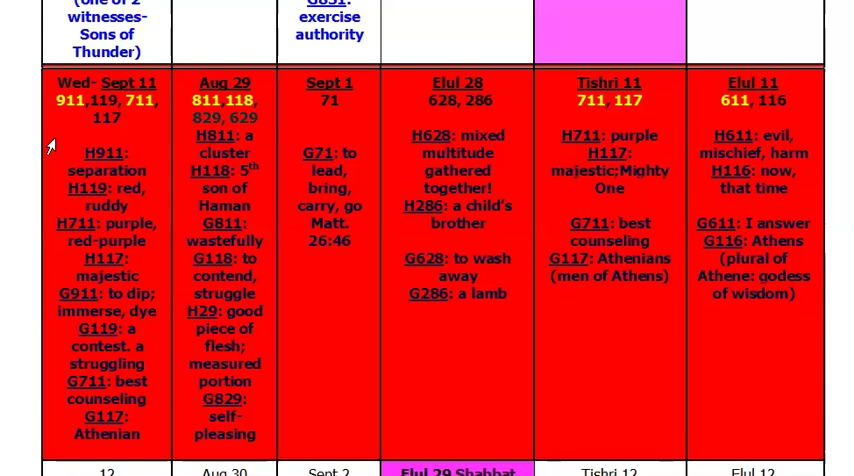 (one of 2
witnesses-
Sons of
Thunder)
G831:
exercise
authority
Wed- Sept 11
911,119, 711,
117
H911:
separation
H119: red,
ruddy
H711: purple,
red-purple
H117:
majestic
G911: to dip;
immerse, dye
G119: a
contest. a
struggling
G711: best
counseling
G117:
Athenian
Aug 29
811,118,
829, 629
H811: a
cluster
H118: 5th
son of
Haman
G811:
wastefully
G118: to
contend,
struggle
H29: good
piece of
flesh;
measured
portion
G829:
self-
pleasing
Sept 1
71
G71: to
lead,
bring,
carry, go
Matt.
26:46
Elul 28
628, 286
H628: mixed
multitude
gathered
together!
H286: a child's
brother
G628: to wash
away
G286: a lamb
Tishri 11
711, 117
H711: purple
H117:
majestic;Mighty
One
G711: best
counseling
G117: Athenians
(men of Athens)
Elul 11
611, 116
H611: evil,
mischief, harm
H116: now,
that time
G611: I answer
G116: Athens
(plural of
Athene: godess
of wisdom)
12
Aug 30
Sept 2
Elul 29 Shabbat
Tishri 12
Elul 12